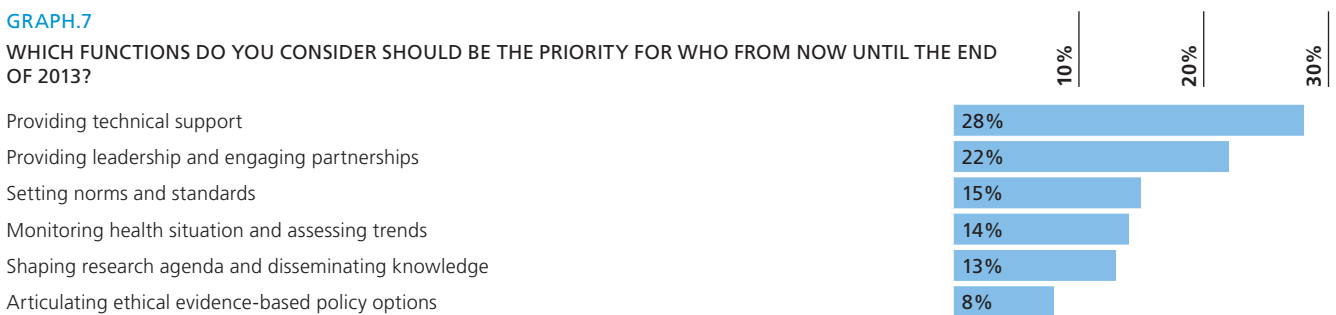 GRAPH.7
WHICH FUNCTIONS DO YOU CONSIDER SHOULD BE THE PRIORITY FOR WHO FROM NOW UNTIL THE END
OF 2013?
10%
20%
30%
Providing technical support 28%
Providing leadership and engaging partnerships 22%
Setting norms and standards 15%
Monitoring health situation and assessing trends 14%
Shaping research agenda and disseminating knowledge 13%
Articulating ethical evidence-based policy options 8%